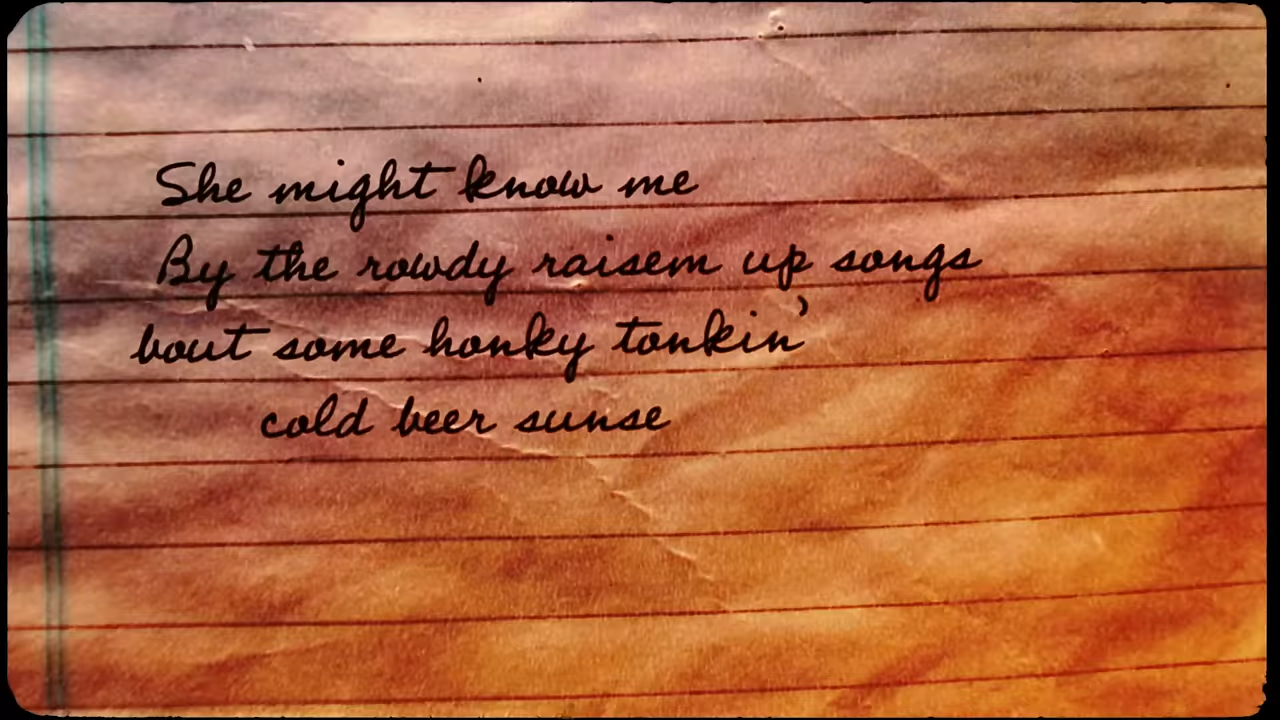 She might know me
By the rowdy raisem up songs
bout some honky tonkin'
cold beer sunse